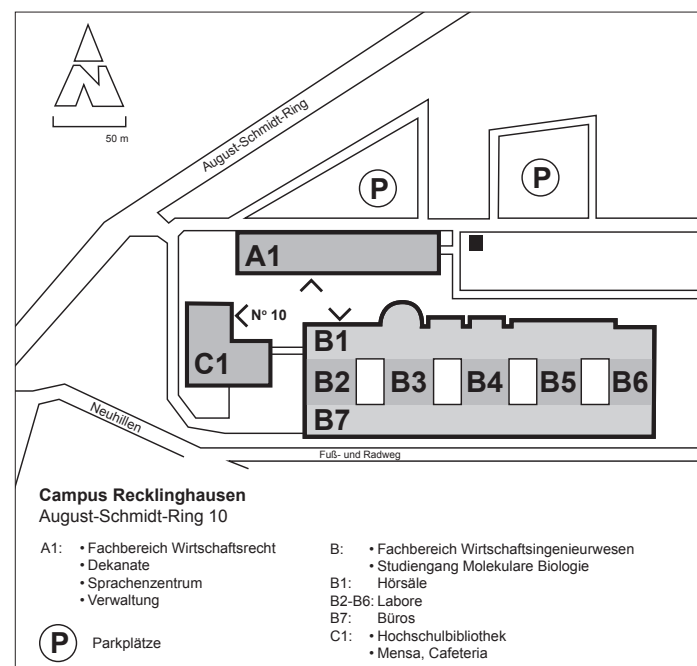 N
50 m
August-Schmidt-Ring
P
P
A1
Nº 10
C1
B1
B2 B3 B4 B5 B6
B7
Neuhillen
Fuß- und Radweg
Campus Recklinghausen
August-Schmidt-Ring 10
A1: • Fachbereich Wirtschaftsrecht
• Dekanate
• Sprachenzentrum
• Verwaltung
P Parkplätze
B: • Fachbereich Wirtschaftsingenieurwesen
• Studiengang Molekulare Biologie
B1: Hörsäle
B2-B6: Labore
B7: Büros
C1: • Hochschulbibliothek
• Mensa, Cafeteria